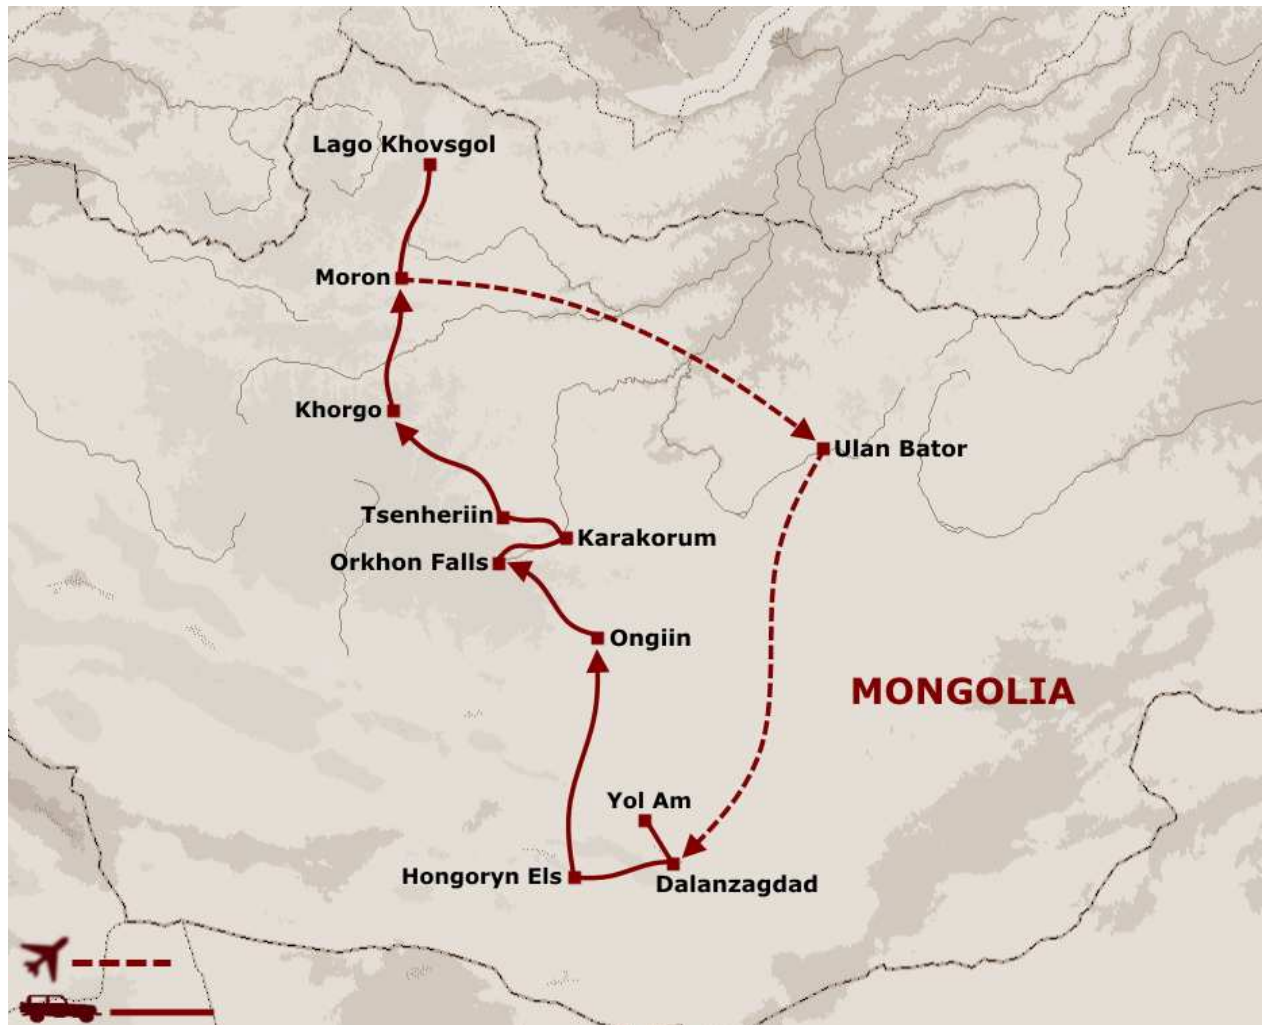 Lago Khovsgol
Moron
Khorgo
Ulan Bator
Tsenheriin
Karakorum
Orkhon Falls
Ongiin
MONGOLIA
Yol Am
Hongoryn Els
Dalanzagdad